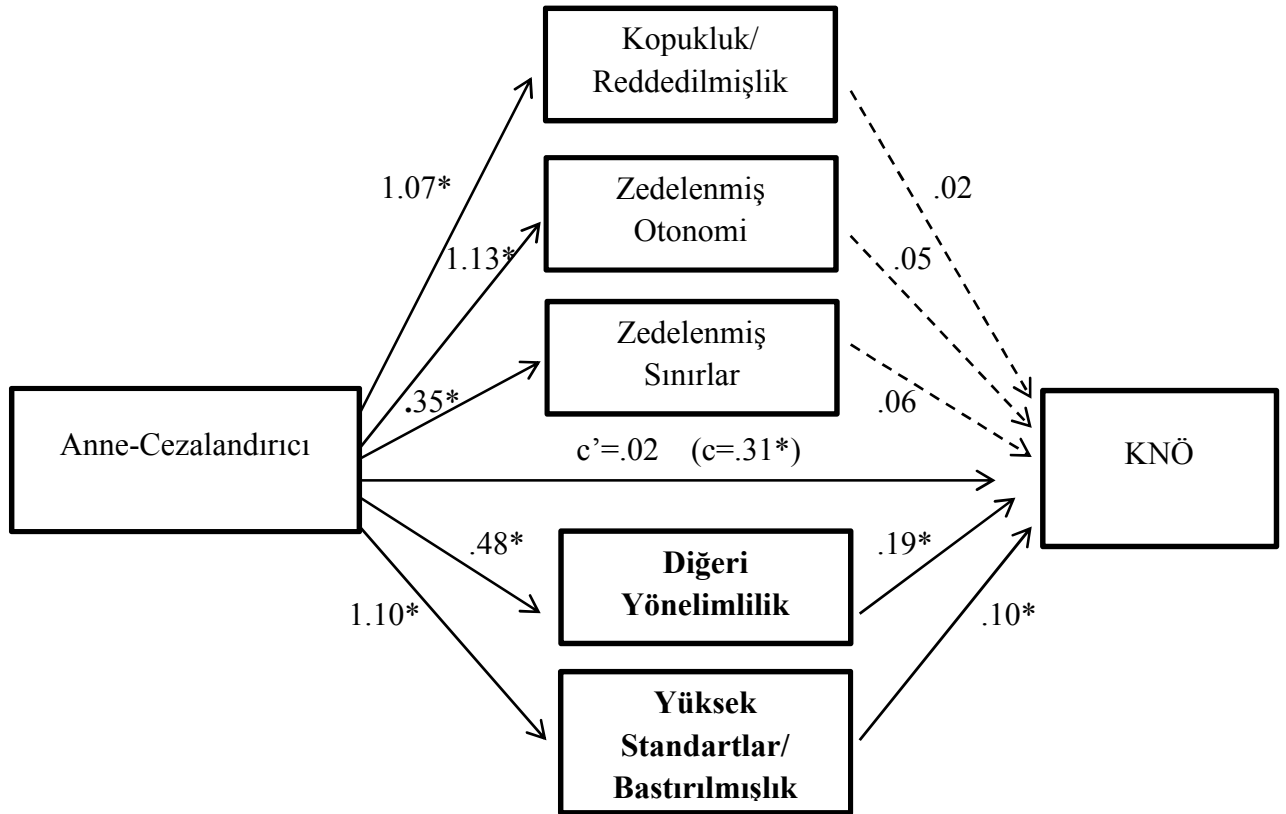 Kopukluk/
Reddedilmişlik
1.07*
.02
Zedelenmiş
Otonomi
1.13*
.05
Zedelenmiş
Sınırlar
.35*
.06
Anne-Cezalandırıcı
c’=.02 (c=.31*)
KNÖ
.48*
Diğeri
Yönelimlilik
.19*
1.10*
.10*
Yüksek
Standartlar/
Bastırılmışlık